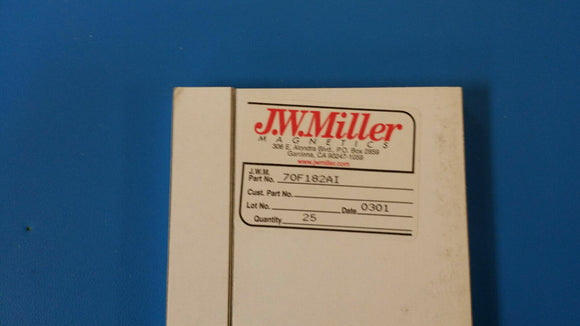 J.W.Miller
MAGNETICS
306 E. Alondra Blvd., P.O. Box 2859
Gardena, CA 90247-1059
www.jwmiller.com
J.W.M.
Part No. 70F182AI
Cust. Part No.
Lot No. Date 0301
Quantity 25